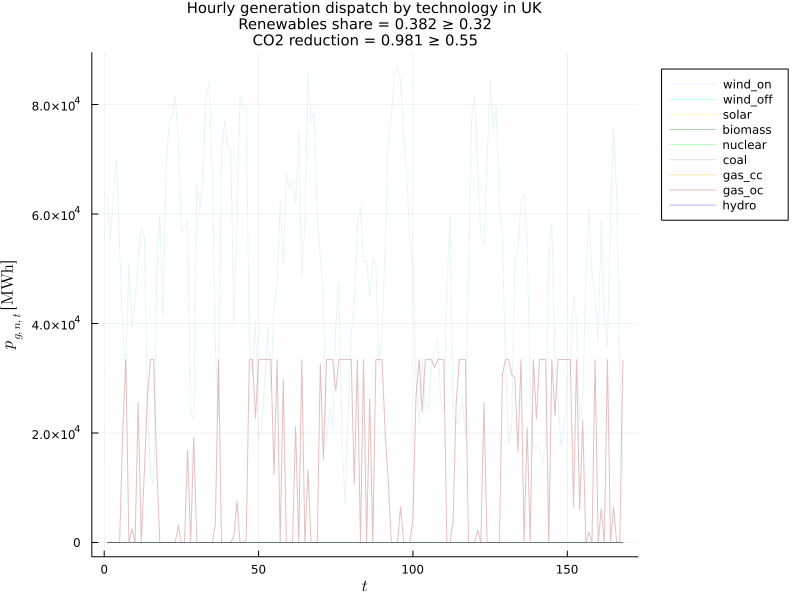 Hourly generation dispatch by technology in UK
Renewables share = 0.382 ≥ 0.32
CO2 reduction = 0.981 ≥ 0.55
wind_on
wind_off
solar
biomass
nuclear
coal
gas_cc
gas_oc
hydro
p_{g, n, t} [MWh]
8.0×10⁴
6.0×10⁴
4.0×10⁴
2.0×10⁴
0
0 50 100 150
t